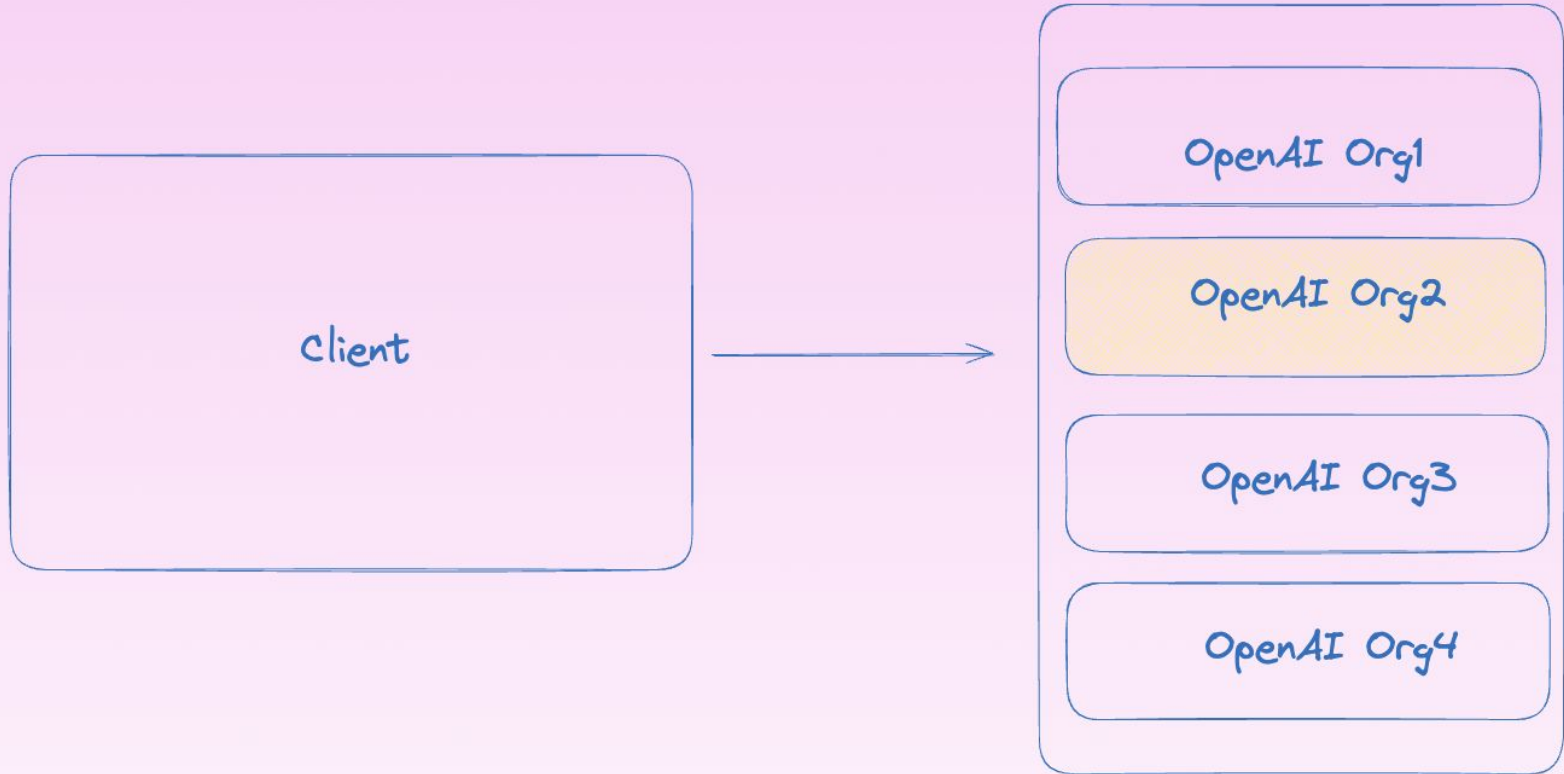 Client
OpenAI Org1
OpenAI Org2
OpenAI Org3
OpenAI Org4